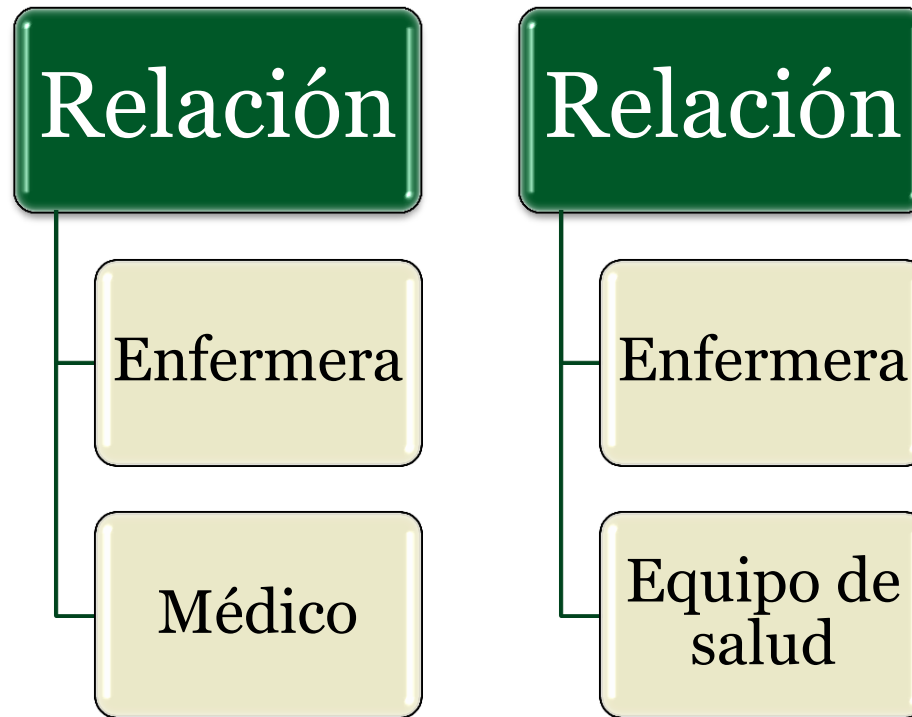 Relación
Enfermera
Médico
Relación
Enfermera
Equipo de
salud